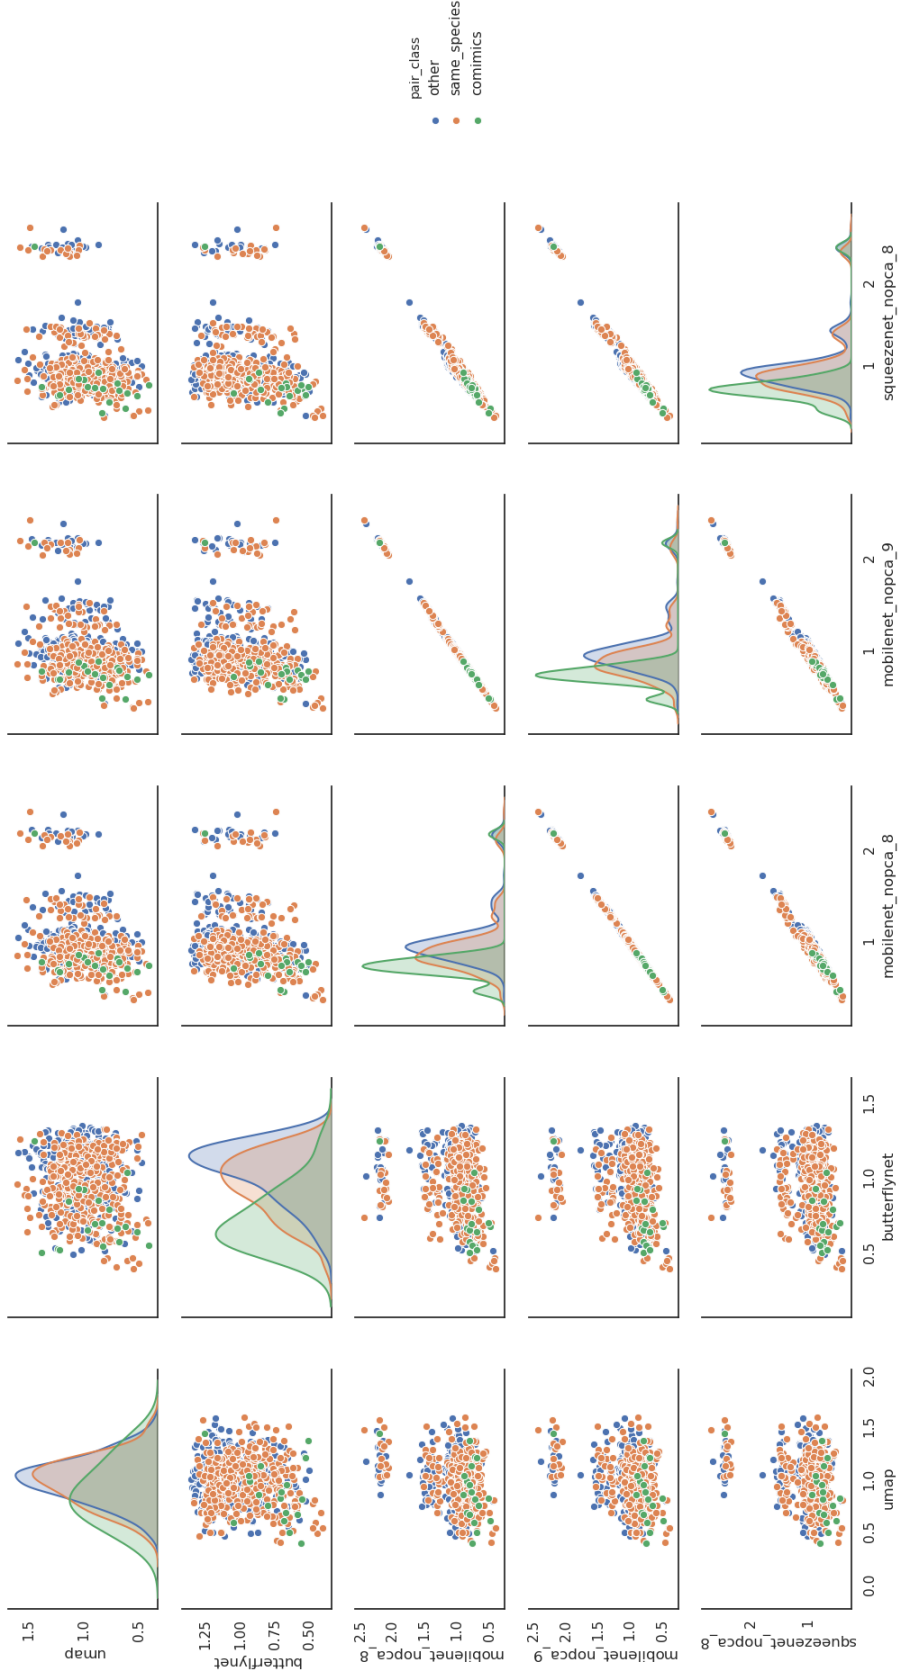 umap
1.5
1.0
0.5
butterflynet
1.25
1.00
0.75
0.50
mobilenet_nopca_8
2.5
2.0
1.5
1.0
0.5
mobilenet_nopca_9
2.5
2.0
1.5
1.0
0.5
squeezenet_nopca_8
2
1
0.0
0.5
1.0
1.5
2.0
umap
0.5
1.0
1.5
butterflynet
1
2
mobilenet_nopca_8
1
2
mobilenet_nopca_9
1
2
squeezenet_nopca_8
pair_class
other
same_species
comimics